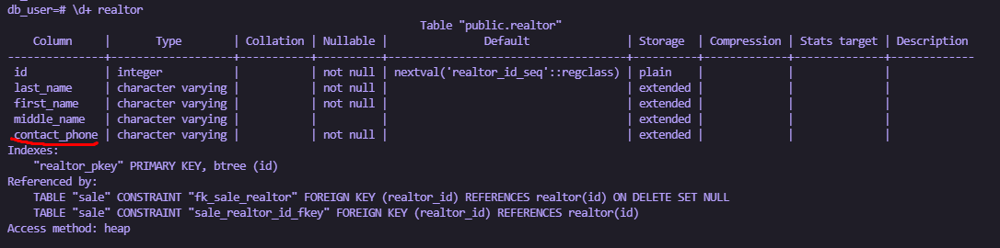 db_user=# \d+ realtor
Table "public.realtor"
Column | Type | Collation | Nullable | Default | Storage | Compression | Stats target | Description
---------------+-------------------+-----------+----------+-------------------------------------+----------+-------------+--------------+-------------
id | integer | | not null | nextval('realtor_id_seq'::regclass) | plain | | |
last_name | character varying | | not null | | extended | | |
first_name | character varying | | not null | | extended | | |
middle_name | character varying | | | | extended | | |
contact_phone | character varying | | not null | | extended | | |
Indexes:
"realtor_pkey" PRIMARY KEY, btree (id)
Referenced by:
TABLE "sale" CONSTRAINT "fk_sale_realtor" FOREIGN KEY (realtor_id) REFERENCES realtor(id) ON DELETE SET NULL
TABLE "sale" CONSTRAINT "sale_realtor_id_fkey" FOREIGN KEY (realtor_id) REFERENCES realtor(id)
Access method: heap